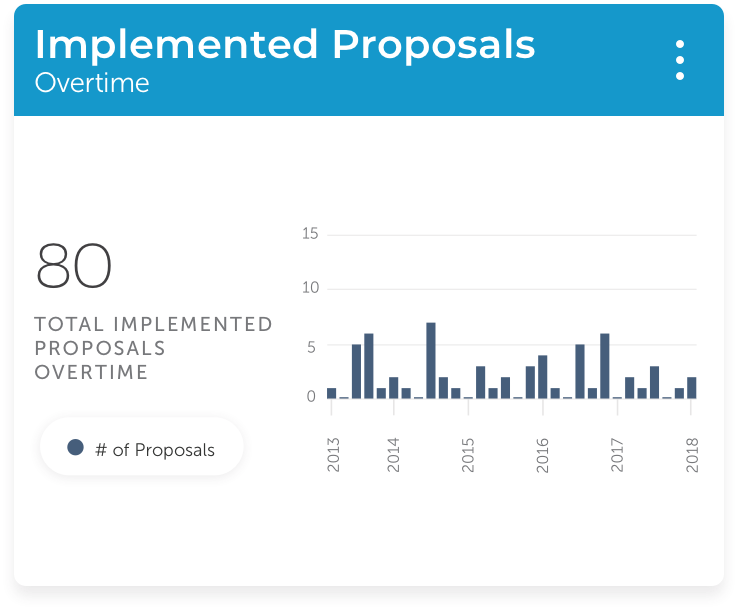 Implemented Proposals
Overtime
80
TOTAL IMPLEMENTED
PROPOSALS
OVERTIME
# of Proposals
15
10
5
0
2013
2014
2015
2016
2017
2018